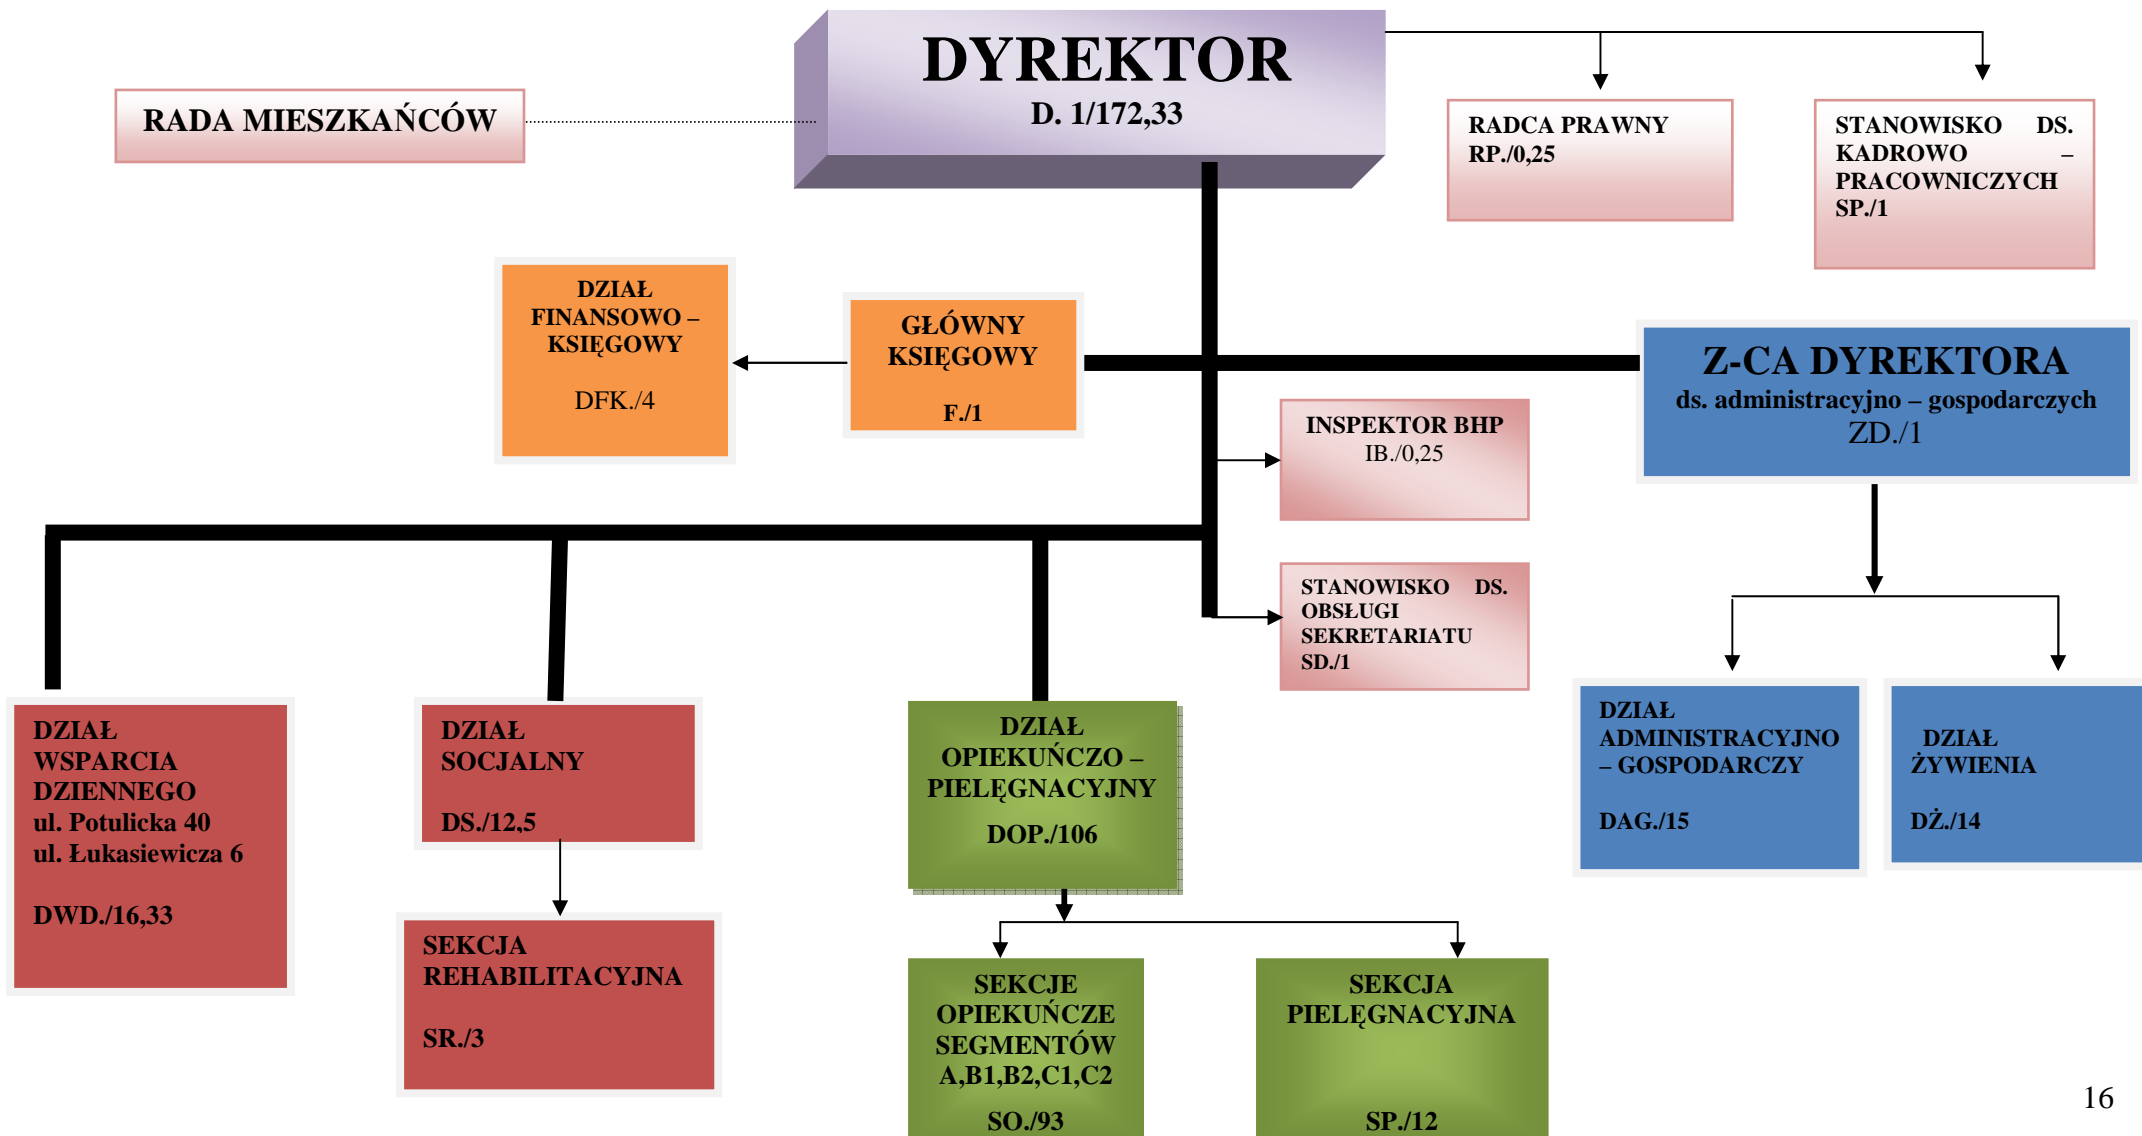 DYREKTOR
D. 1/172,33
RADA MIESZKAŃCÓW
RADCA PRAWNY
RP./0,25
STANOWISKO DS.
KADROWO –
PRACOWNICZYCH
SP./1
DZIAŁ
FINANSOWO –
KSIĘGOWY
DFK./4
GŁÓWNY
KSIĘGOWY
F./1
Z-CA DYREKTORA
ds. administracyjno – gospodarczych
ZD./1
INSPEKTOR BHP
IB./0,25
STANOWISKO DS.
OBSŁUGI
SEKRETARIATU
SD./1
DZIAŁ
WSPARCIA
DZIENNEGO
ul. Potulicka 40
ul. Łukasiewicza 6
DWD./16,33
DZIAŁ
SOCJALNY
DS./12,5
DZIAŁ
OPIEKUŃCZO –
PIELĘGNACYJNY
DOP./106
DZIAŁ
ADMINISTRACYJNO
– GOSPODARCZY
DAG./15
DZIAŁ
ŻYWIENIA
DŻ./14
SEKCJA
REHABILITACYJNA
SR./3
SEKCJE
OPIEKUŃCZE
SEGMENTÓW
A,B1,B2,C1,C2
SO./93
SEKCJA
PIELĘGNACYJNA
SP./12
16